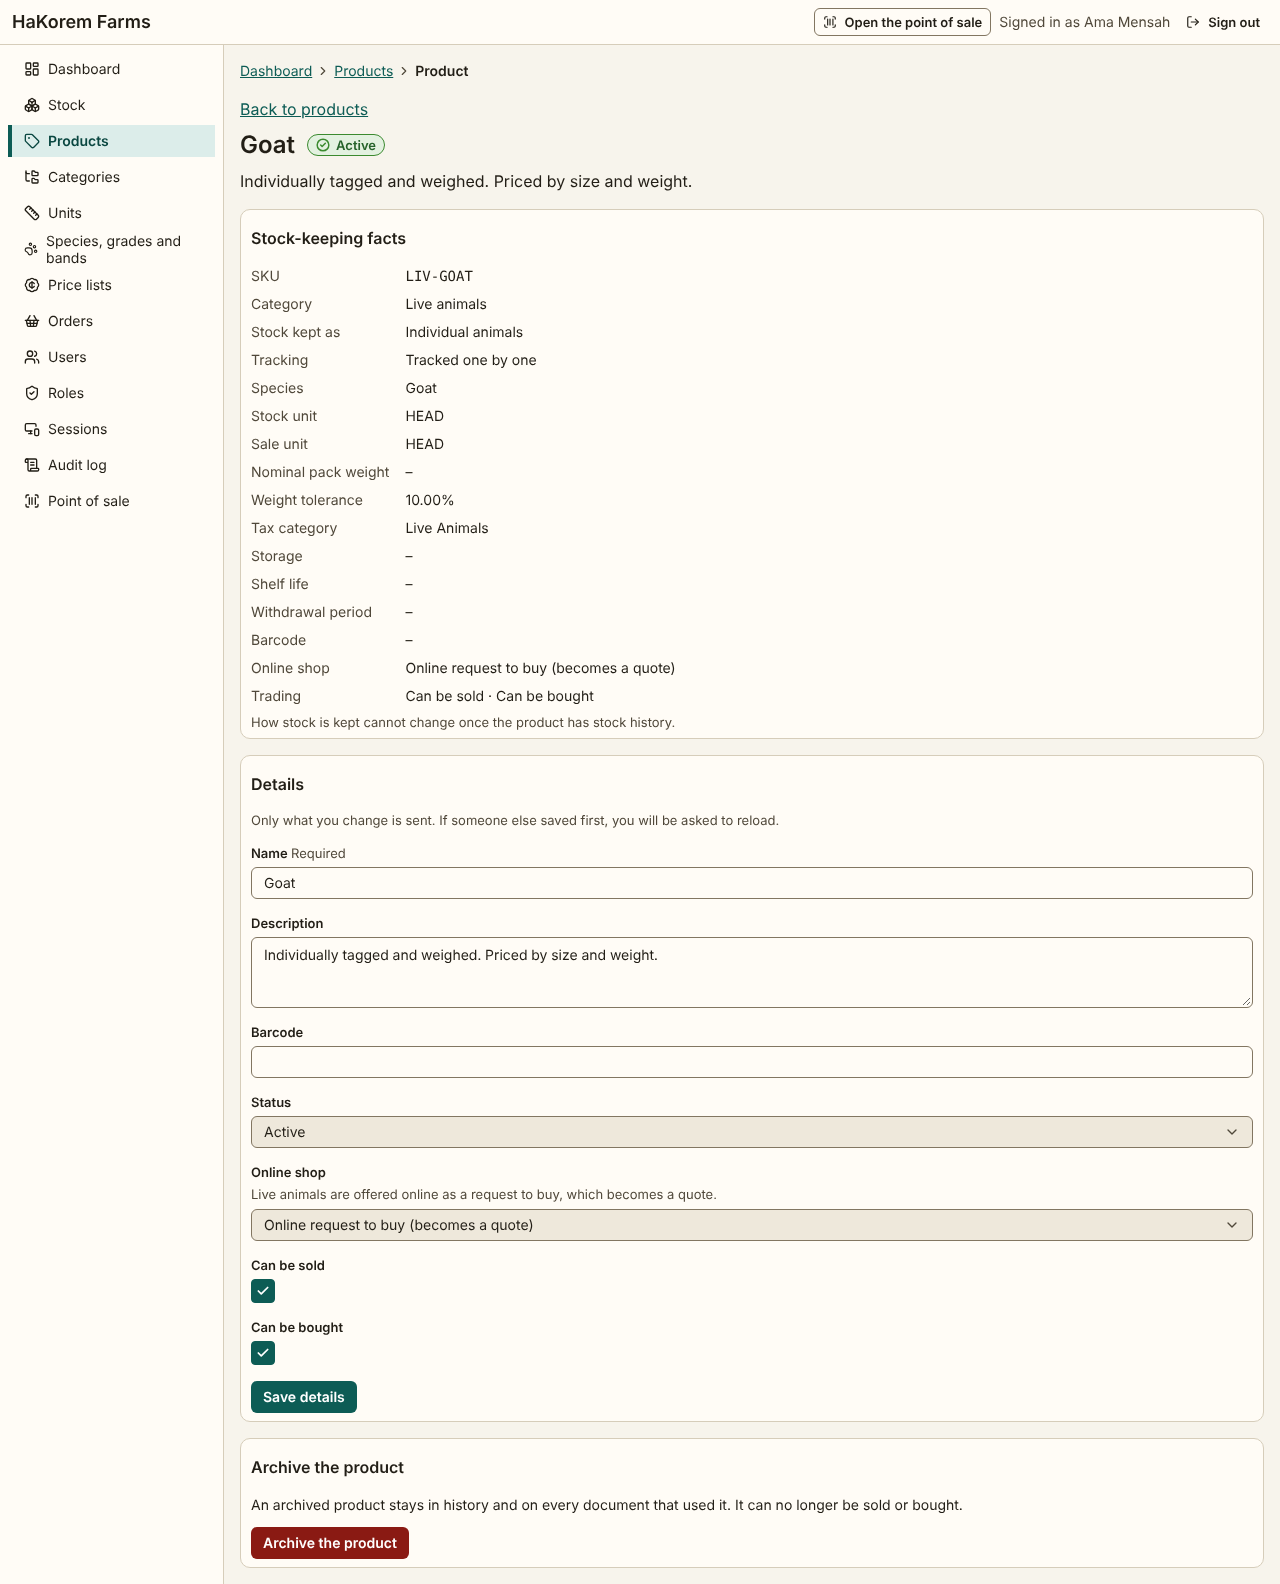 HaKorem Farms
Open the point of sale
Signed in as Ama Mensah
Sign out
Dashboard
Stock
Products
Categories
Units
Species, grades and
bands
Price lists
Orders
Users
Roles
Sessions
Audit log
Point of sale
Dashboard > Products > Product
Back to products
Goat
Active
Individually tagged and weighed. Priced by size and weight.
Stock-keeping facts
SKU LIV-GOAT
Category Live animals
Stock kept as Individual animals
Tracking Tracked one by one
Species Goat
Stock unit HEAD
Sale unit HEAD
Nominal pack weight –
Weight tolerance 10.00%
Tax category Live Animals
Storage –
Shelf life –
Withdrawal period –
Barcode –
Online shop Online request to buy (becomes a quote)
Trading Can be sold · Can be bought
How stock is kept cannot change once the product has stock history.
Details
Only what you change is sent. If someone else saved first, you will be asked to reload.
Name Required
Goat
Description
Individually tagged and weighed. Priced by size and weight.
Barcode
Status
Active
Online shop
Live animals are offered online as a request to buy, which becomes a quote.
Online request to buy (becomes a quote)
Can be sold
Can be bought
Save details
Archive the product
An archived product stays in history and on every document that used it. It can no longer be sold or bought.
Archive the product